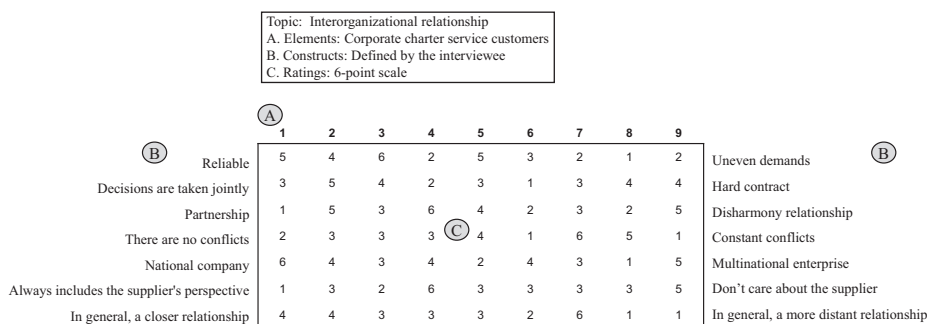 Topic: Interorganizational relationship
A. Elements: Corporate charter service customers
B. Constructs: Defined by the interviewee
C. Ratings: 6-point scale
A
1 2 3 4 5 6 7 8 9
B B
Reliable 5 4 6 2 5 3 2 1 2 Uneven demands
Decisions are taken jointly 3 5 4 2 3 1 3 4 4 Hard contract
Partnership 1 5 3 6 4 2 3 2 5 Disharmony relationship
There are no conflicts 2 3 3 3 C 4 1 6 5 1 Constant conflicts
National company 6 4 3 4 2 4 3 1 5 Multinational enterprise
Always includes the supplier's perspective 1 3 2 6 3 3 3 3 5 Don’t care about the supplier
In general, a closer relationship 4 4 3 3 3 2 6 1 1 In general, a more distant relationship